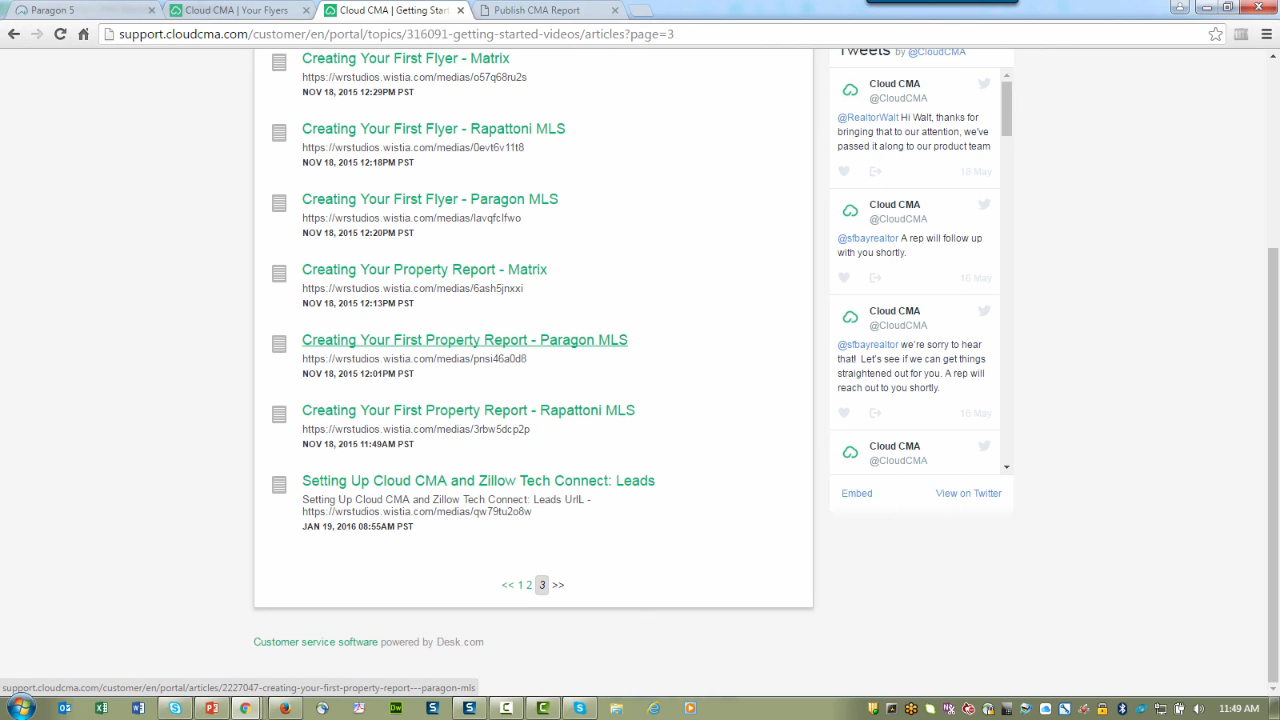 Paragon 5
Cloud CMA | Your Flyers
Cloud CMA | Getting Star
Publish CMA Report
support.cloudcma.com/customer/en/portal/topics/316091-getting-started-videos/articles?page=3
Creating Your First Flyer - Matrix
https://wrstudios.wistia.com/medias/o57q68ru2s
NOV 18, 2015 12:29PM PST
Creating Your First Flyer - Rapattoni MLS
https://wrstudios.wistia.com/medias/0evt6v11t8
NOV 18, 2015 12:18PM PST
Creating Your First Flyer - Paragon MLS
https://wrstudios.wistia.com/medias/lavqfclfwo
NOV 18, 2015 12:20PM PST
Creating Your Property Report - Matrix
https://wrstudios.wistia.com/medias/6ash5jnxxi
NOV 18, 2015 12:13PM PST
Creating Your First Property Report - Paragon MLS
https://wrstudios.wistia.com/medias/pnsi46a0d8
NOV 18, 2015 12:01PM PST
Creating Your First Property Report - Rapattoni MLS
https://wrstudios.wistia.com/medias/3rbw5dcp2p
NOV 18, 2015 11:49AM PST
Setting Up Cloud CMA and Zillow Tech Connect: Leads
Setting Up Cloud CMA and Zillow Tech Connect: Leads UrlL -
https://wrstudios.wistia.com/medias/qw79tu2o8w
JAN 19, 2016 08:55AM PST
<< 1 2 3 >>
Customer service software powered by Desk.com
Tweets by @CloudCMA
Cloud CMA
@CloudCMA
@RealtorWalt Hi Walt, thanks for
bringing that to our attention, we've
passed it along to our product team
18 May
Cloud CMA
@CloudCMA
@sfbayrealtor A rep will follow up
with you shortly.
16 May
Cloud CMA
@CloudCMA
@sfbayrealtor we're sorry to hear
that! Let's see if we can get things
straightened out for you. A rep will
reach out to you shortly.
16 May
Cloud CMA
@CloudCMA
Embed
View on Twitter
support.cloudcma.com/customer/en/portal/articles/2227047-creating-your-first-property-report---paragon-mls
11:49 AM